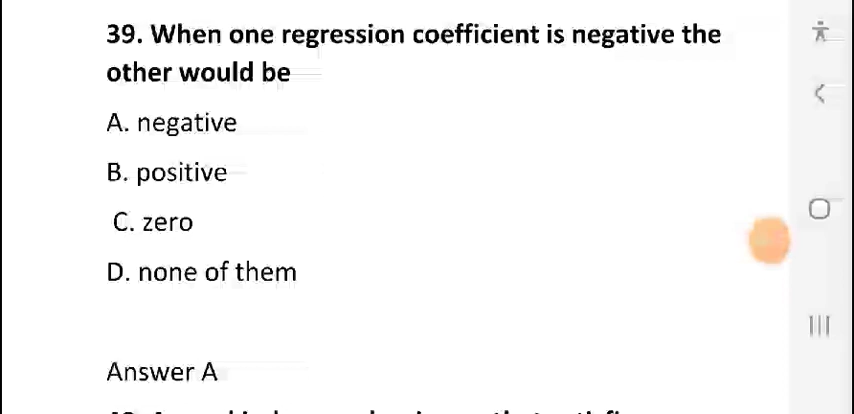 39. When one regression coefficient is negative the
other would be
A. negative
B. positive
C. zero
D. none of them
Answer A